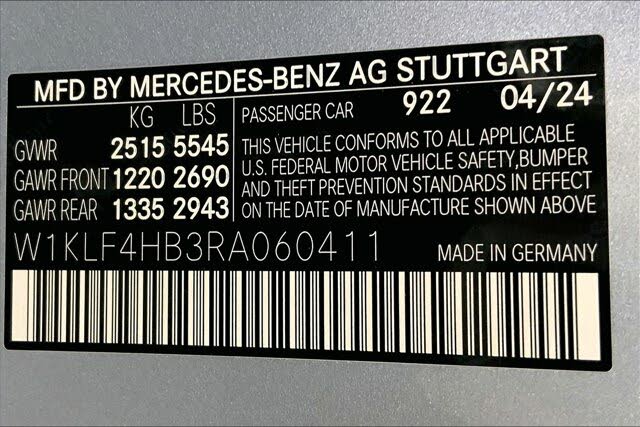 MFD BY MERCEDES-BENZ AG STUTTGART
KG LBS
GVWR 2515 5545
GAWR FRONT 1220 2690
GAWR REAR 1335 2943
PASSENGER CAR 922 04/24
THIS VEHICLE CONFORMS TO ALL APPLICABLE
U.S. FEDERAL MOTOR VEHICLE SAFETY,BUMPER
AND THEFT PREVENTION STANDARDS IN EFFECT
ON THE DATE OF MANUFACTURE SHOWN ABOVE
W1KLF4HB3RA060411 MADE IN GERMANY